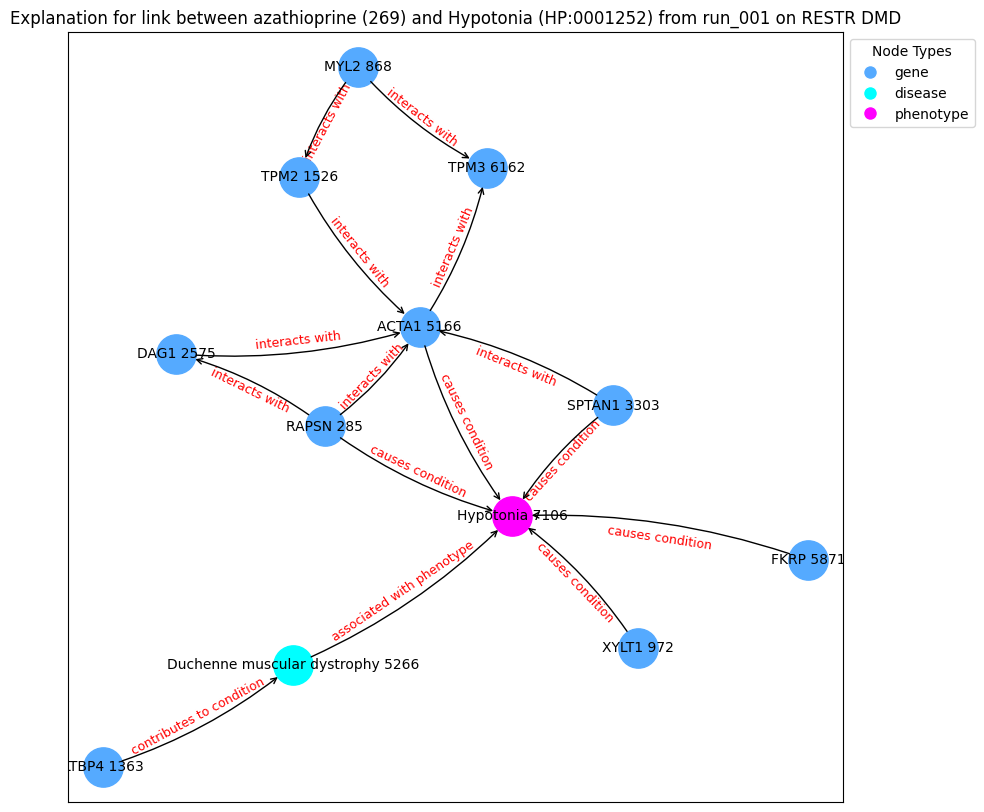 Explanation for link between azathioprine (269) and Hypotonia (HP:0001252) from run_001 on RESTR DMD
Node Types
gene
disease
phenotype
MYL2 868
interacts with
interacts with
TPM2 1526
TPM3 6162
interacts with
interacts with
ACTA1 5166
interacts with
DAG1 2575
interacts with
interacts with
interacts with
causes condition
SPTAN1 3303
RAPSN 285
causes condition
causes condition
Hypotonia 7106
causes condition
FKRP 5871
associated with phenotype
causes condition
XYLT1 972
Duchenne muscular dystrophy 5266
contributes to condition
LTBP4 1363